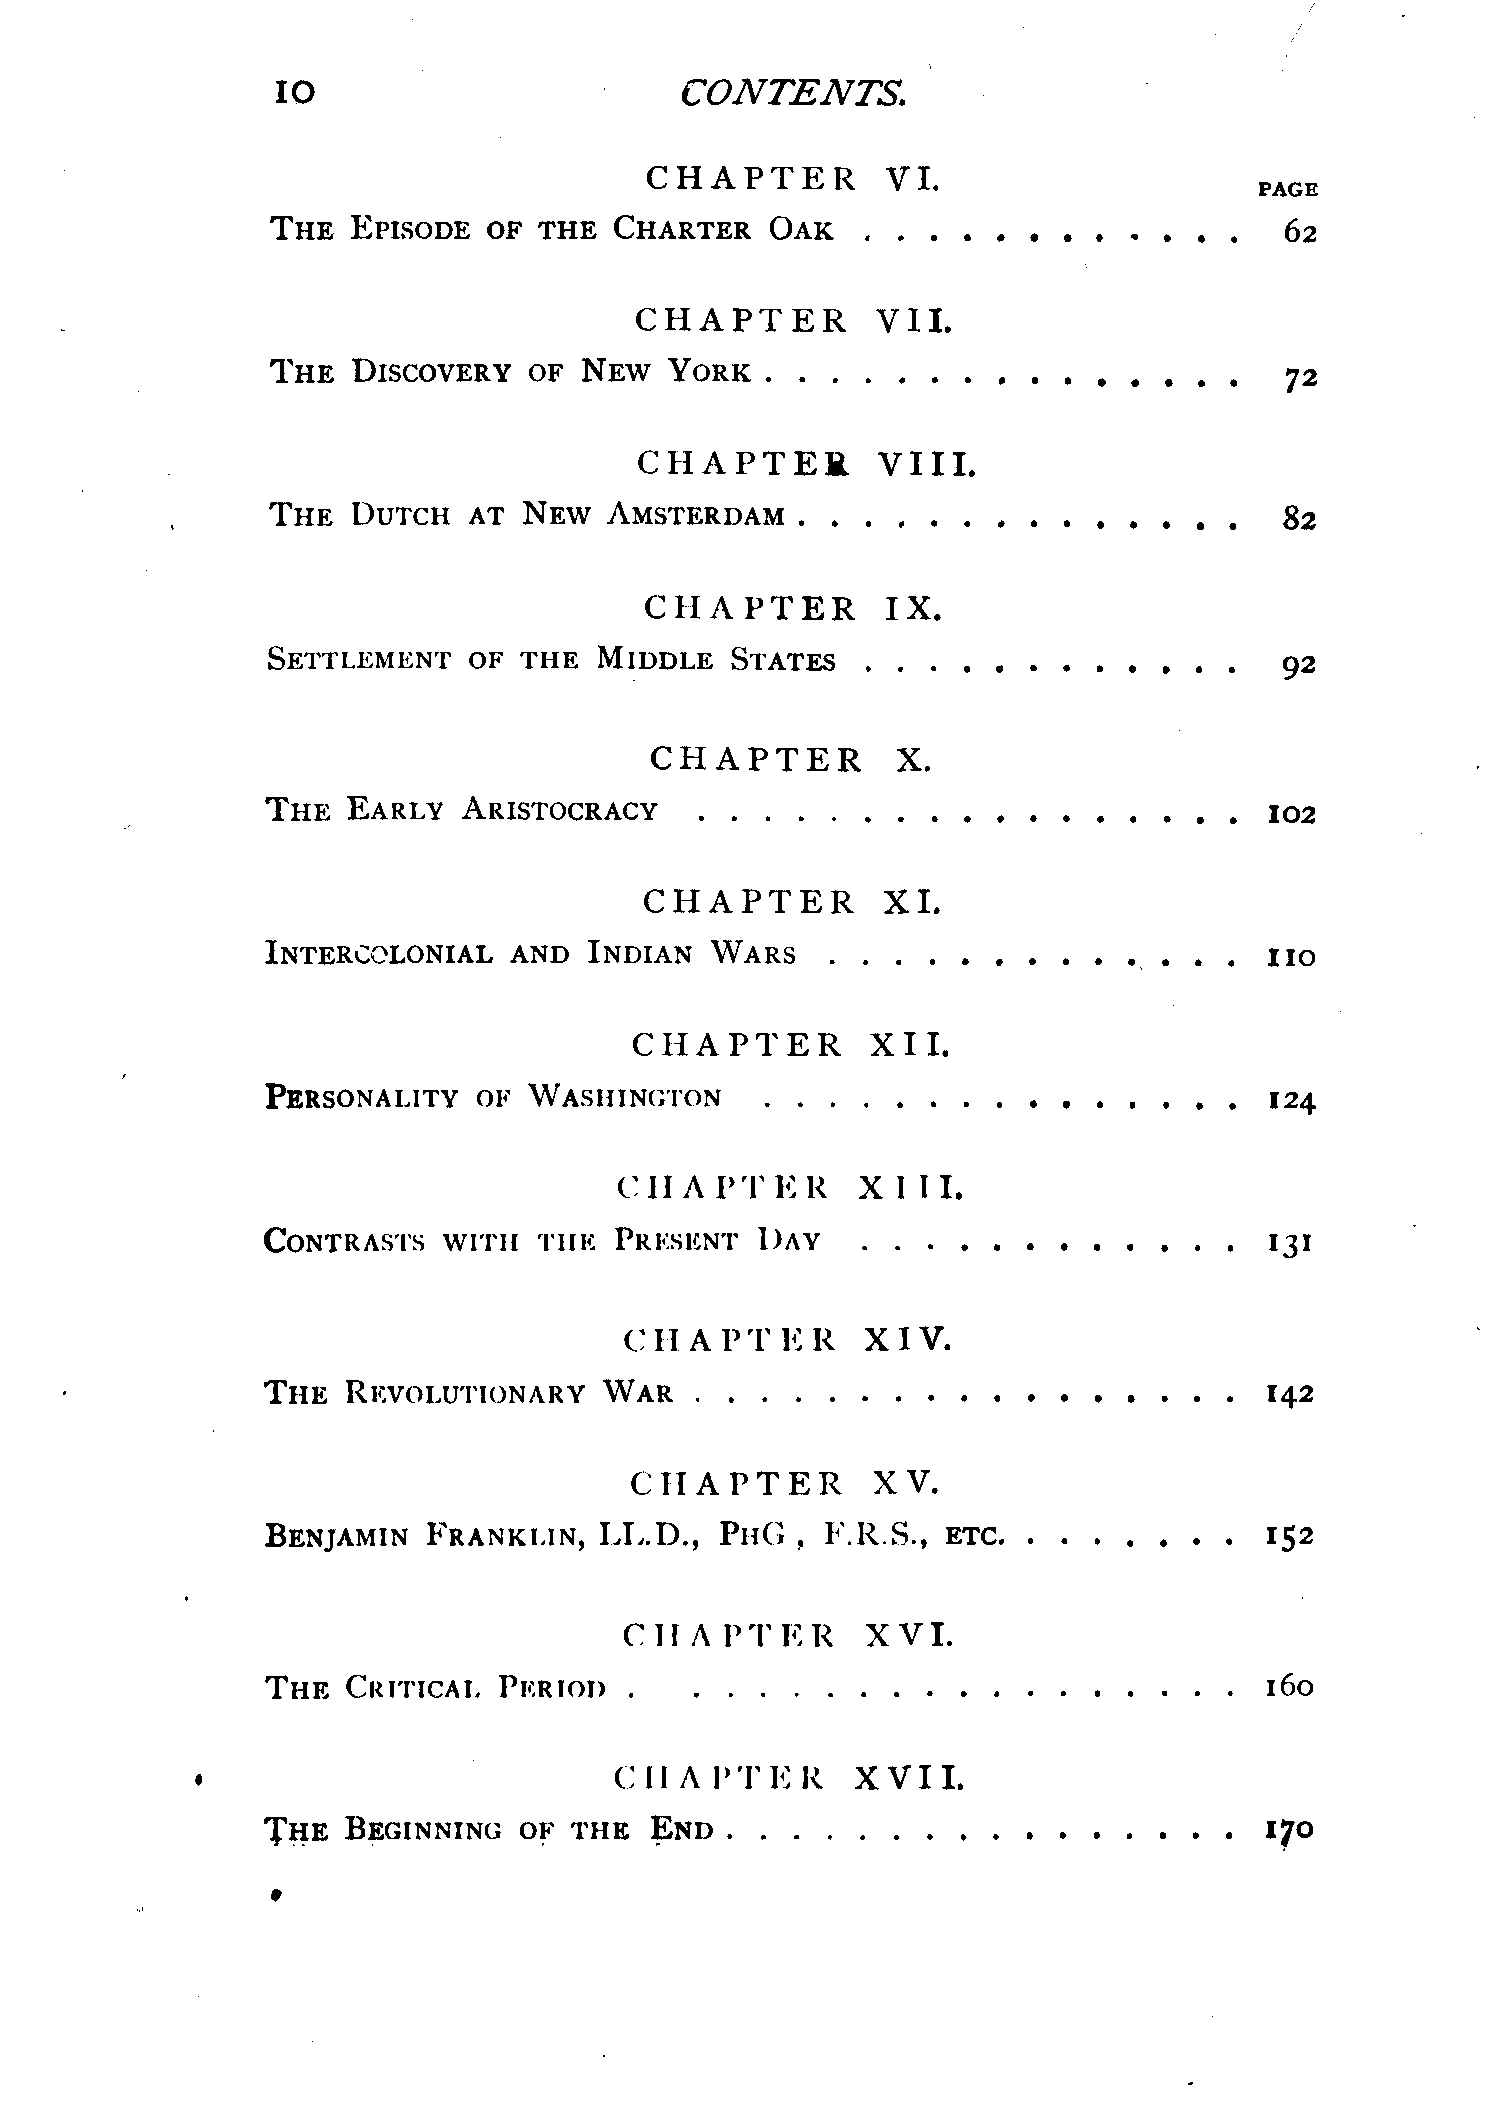 10 CONTENTS.
CHAPTER VI.
PAGE
THE EPISODE OF THE CHARTER OAK . . . . . . . . . . . . 62
CHAPTER VII.
THE DISCOVERY OF NEW YORK . . . . . . . . . . . . . . . 72
CHAPTER VIII.
THE DUTCH AT NEW AMSTERDAM . . . . . . . . . . . . . . 82
CHAPTER IX.
SETTLEMENT OF THE MIDDLE STATES . . . . . . . . . . . . 92
CHAPTER X.
THE EARLY ARISTOCRACY . . . . . . . . . . . . . . . . . 102
CHAPTER XI.
INTERCOLONIAL AND INDIAN WARS . . . . . . . . . . . . . 110
CHAPTER XII.
PERSONALITY OF WASHINGTON . . . . . . . . . . . . . . . 124
CHAPTER XIII.
CONTRASTS WITH THE PRESENT DAY . . . . . . . . . . . . 131
CHAPTER XIV.
THE REVOLUTIONARY WAR . . . . . . . . . . . . . . . . . 142
CHAPTER XV.
BENJAMIN FRANKLIN, LL.D., PHG , F.R.S., ETC. . . . . . . . 152
CHAPTER XVI.
THE CRITICAL PERIOD . . . . . . . . . . . . . . . . . . 160
CHAPTER XVII.
THE BEGINNING OF THE END . . . . . . . . . . . . . . . . 170